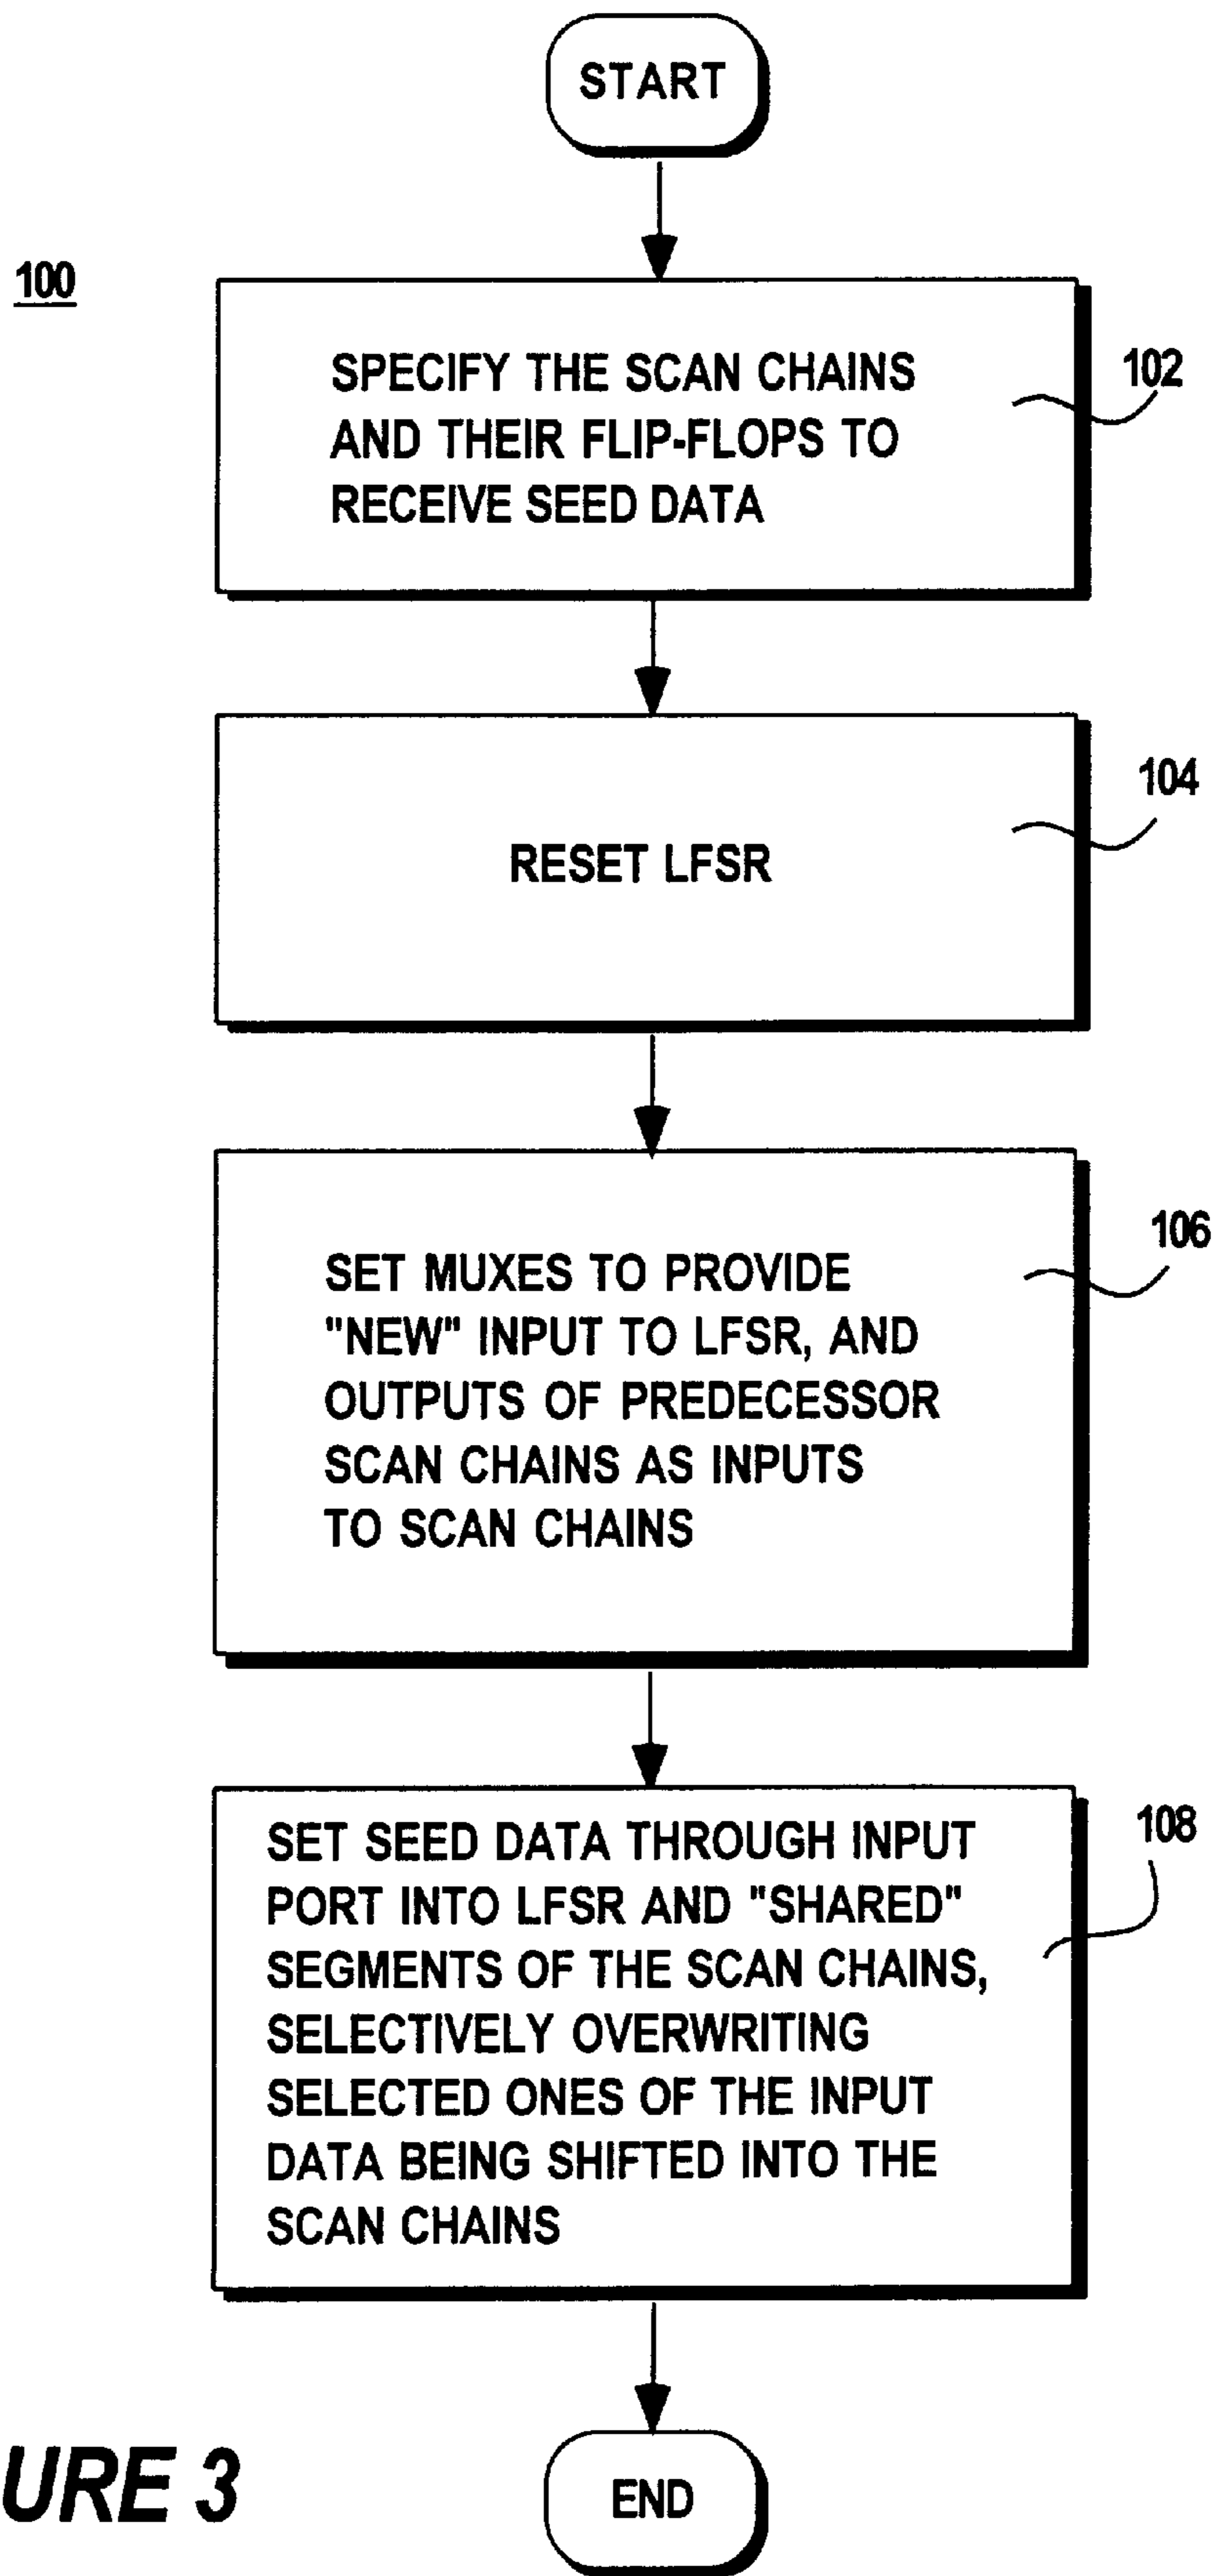 START
100
SPECIFY THE SCAN CHAINS
AND THEIR FLIP-FLOPS TO
RECEIVE SEED DATA
102
RESET LFSR
104
SET MUXES TO PROVIDE
"NEW" INPUT TO LFSR, AND
OUTPUTS OF PREDECESSOR
SCAN CHAINS AS INPUTS
TO SCAN CHAINS
106
SET SEED DATA THROUGH INPUT
PORT INTO LFSR AND "SHARED"
SEGMENTS OF THE SCAN CHAINS,
SELECTIVELY OVERWRITING
SELECTED ONES OF THE INPUT
DATA BEING SHIFTED INTO THE
SCAN CHAINS
108
END
URE 3